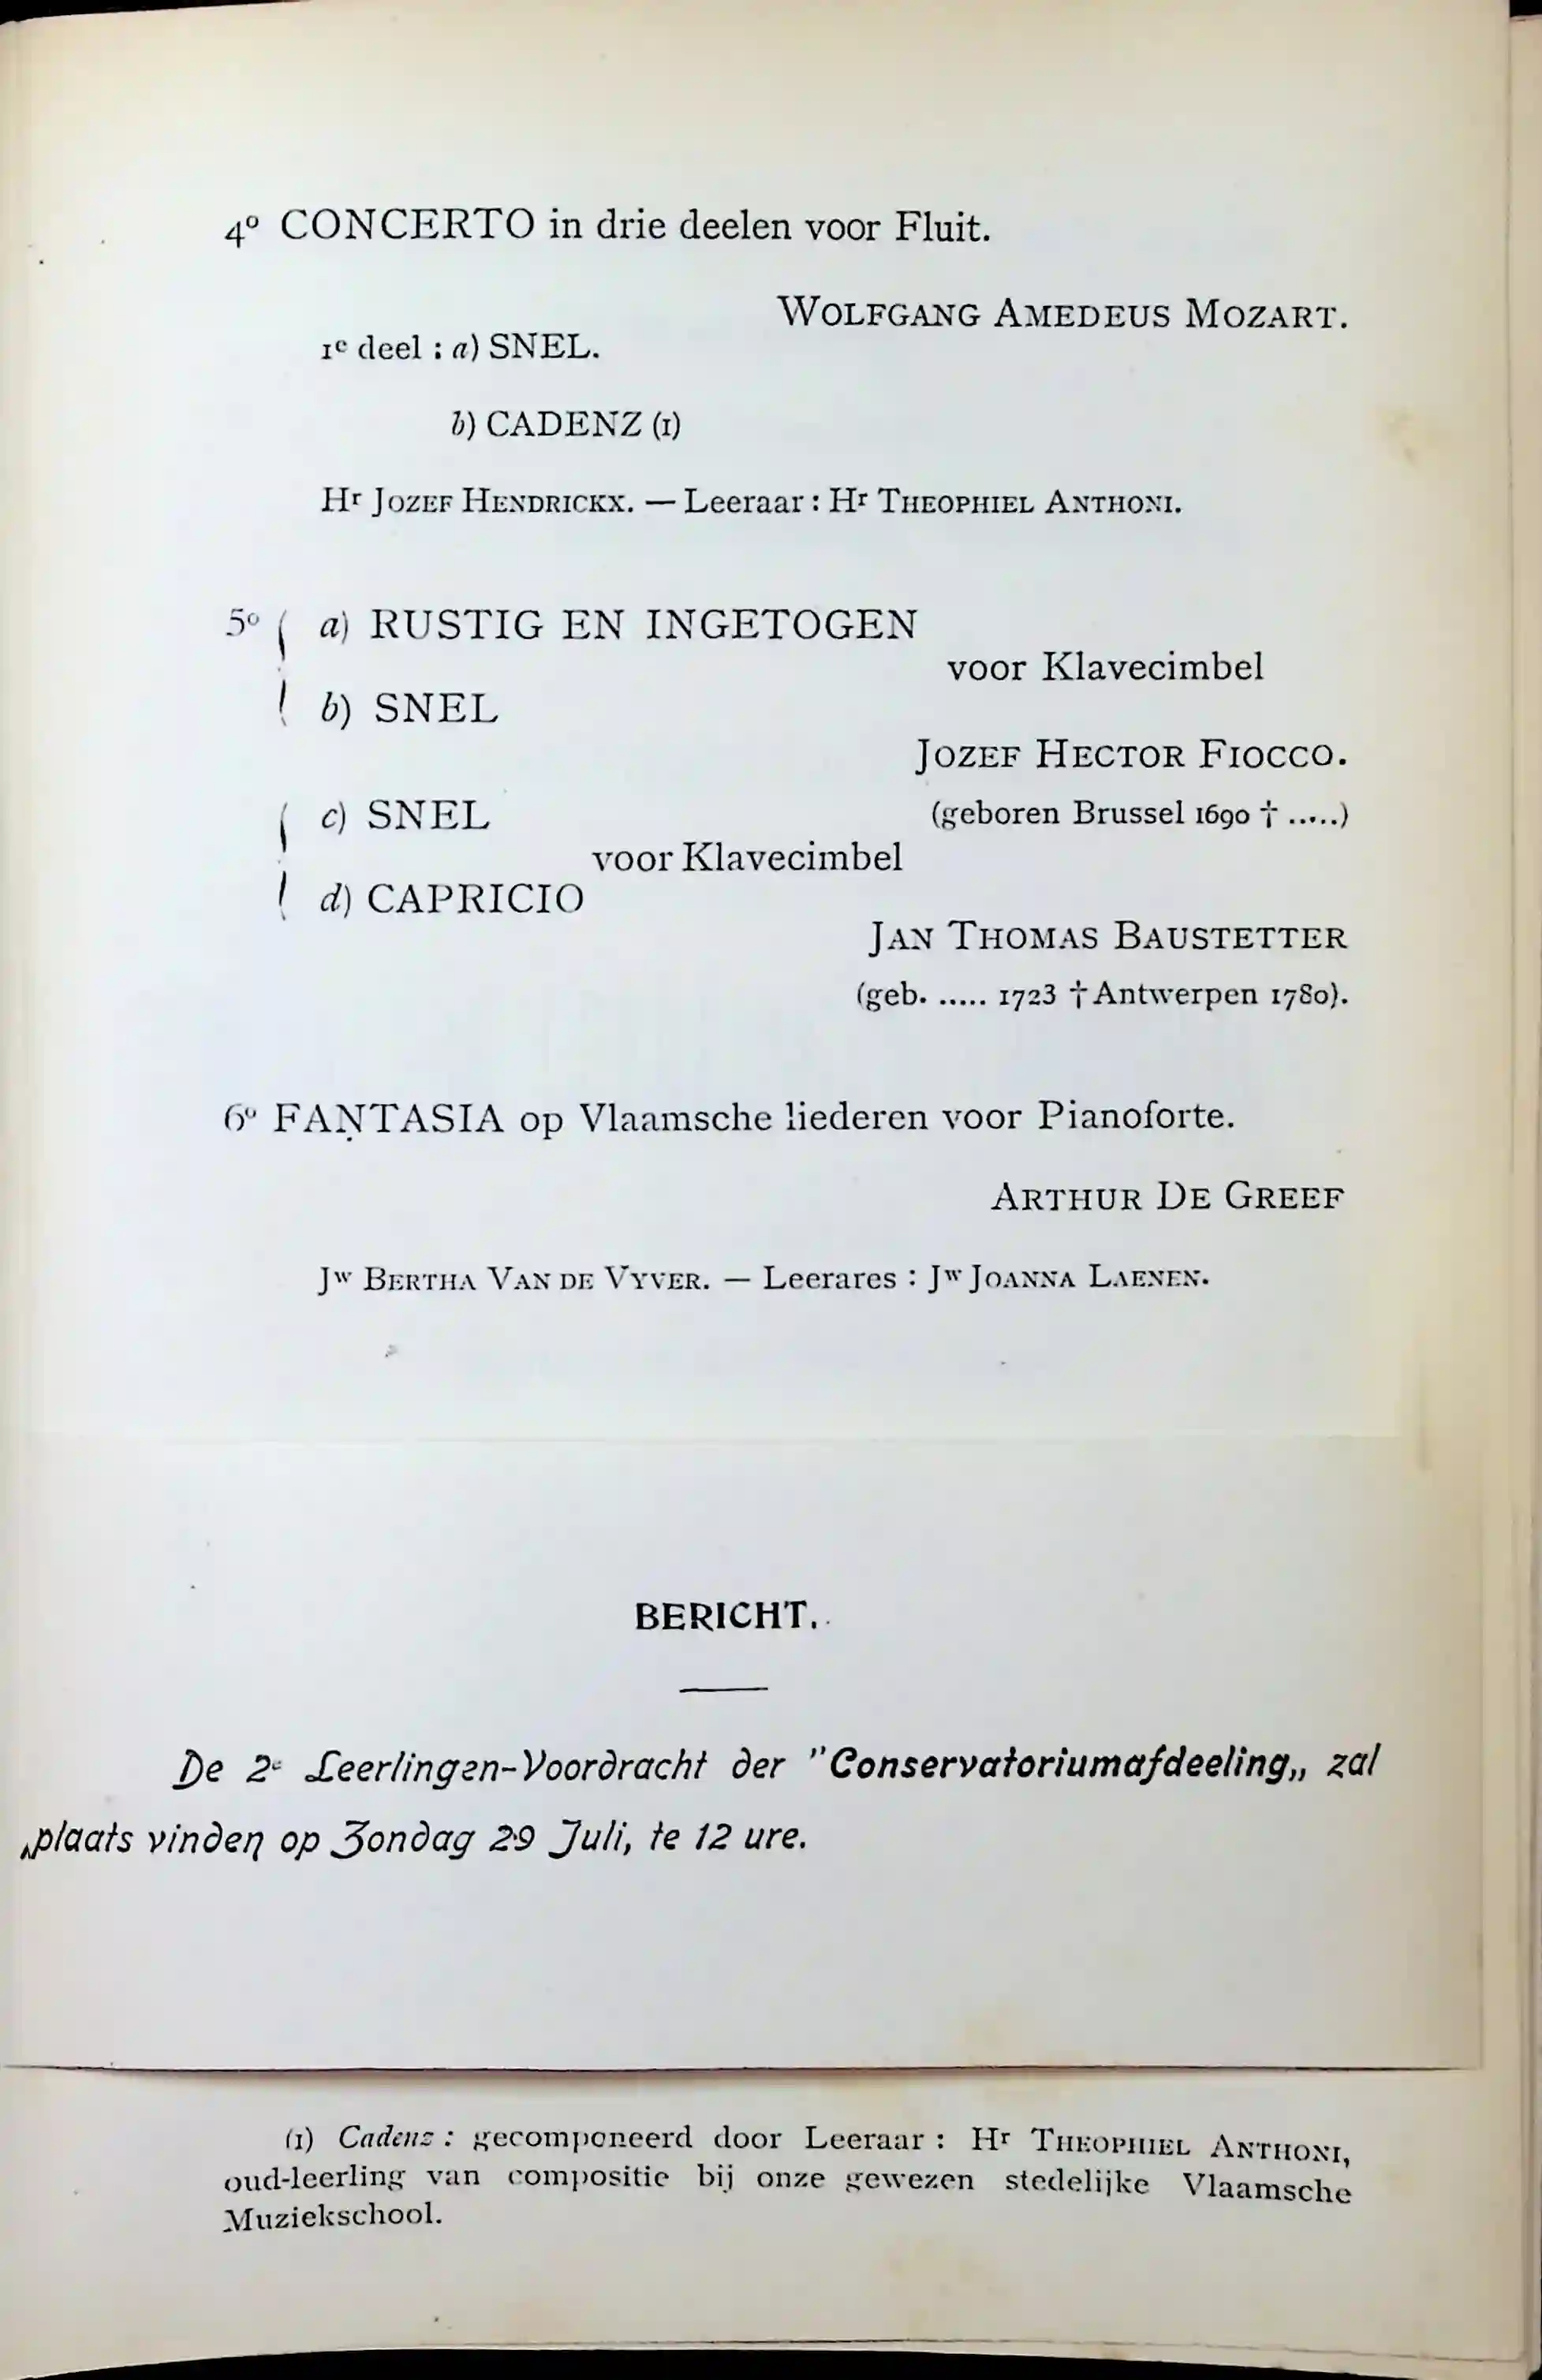 4º CONCERTO in drie deelen voor Fluit.
WOLFGANG AMEDEUS MOZART.
1e deel : a) SNEL.
b) CADENZ (1)
Hr JOZEF HENDRICKX. — Leeraar : Hr THEOPHIEL ANTHONI.
5º ( a) RUSTIG EN INGETOGEN
voor Klavecimbel
( b) SNEL
JOZEF HECTOR FIOCCO.
(geboren Brussel 1690 † .....)
( c) SNEL
voor Klavecimbel
( d) CAPRICIO
JAN THOMAS BAUSTETTER
(geb. ..... 1723 † Antwerpen 1780).
6º FANTASIA op Vlaamsche liederen voor Pianoforte.
ARTHUR DE GREEF
Jw BERTHA VAN DE VYVER. — Leerares : Jw JOANNA LAENEN.
BERICHT.
De 2e Leerlingen-Voordracht der "Conservatoriumafdeeling„ zal
plaats vinden op Zondag 29 Juli, te 12 ure.
(1) Cadenz : gecomponeerd door Leeraar : Hr THEOPHIEL ANTHONI,
oud-leerling van compositie bij onze gewezen stedelijke Vlaamsche
Muziekschool.